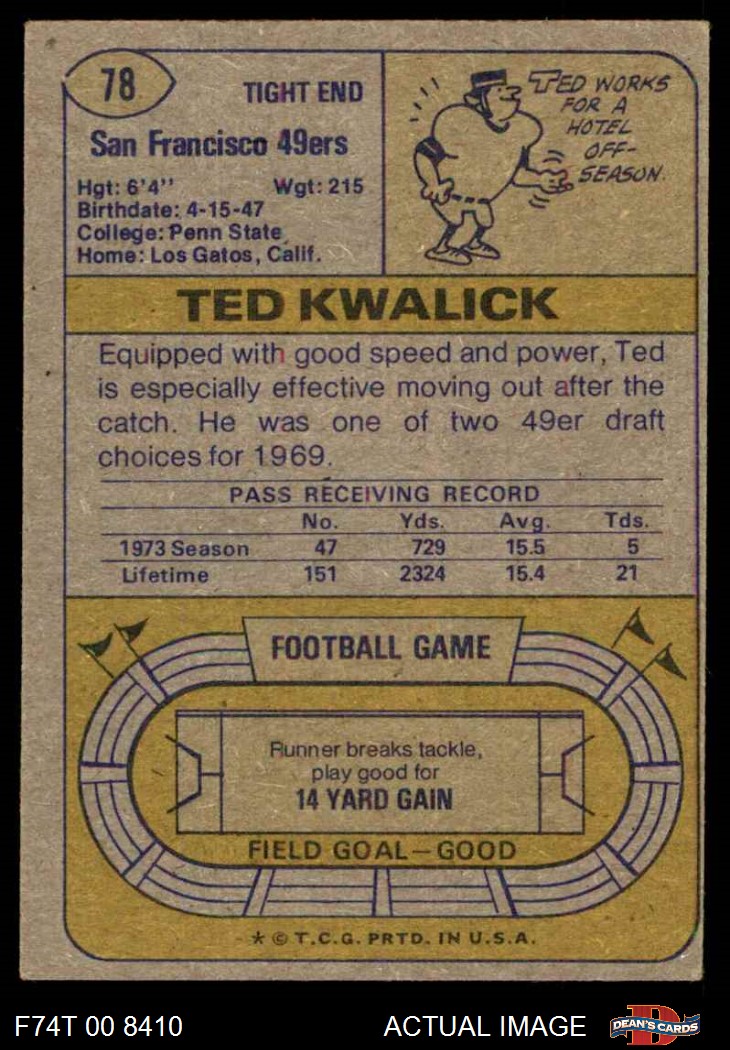 78
TIGHT END
San Francisco 49ers
Hgt: 6'4'' Wgt: 215
Birthdate: 4-15-47
College: Penn State
Home: Los Gatos, Calif.
TED WORKS
FOR A
HOTEL
OFF-
SEASON.
TED KWALICK
Equipped with good speed and power, Ted
is especially effective moving out after the
catch. He was one of two 49er draft
choices for 1969.
PASS RECEIVING RECORD
No. Yds. Avg. Tds.
1973 Season 47 729 15.5 5
Lifetime 151 2324 15.4 21
FOOTBALL GAME
Runner breaks tackle,
play good for
14 YARD GAIN
FIELD GOAL—GOOD
* © T.C.G. PRTD. IN U.S.A.
F74T 00 8410 ACTUAL IMAGE
D
DEAN'S CARDS